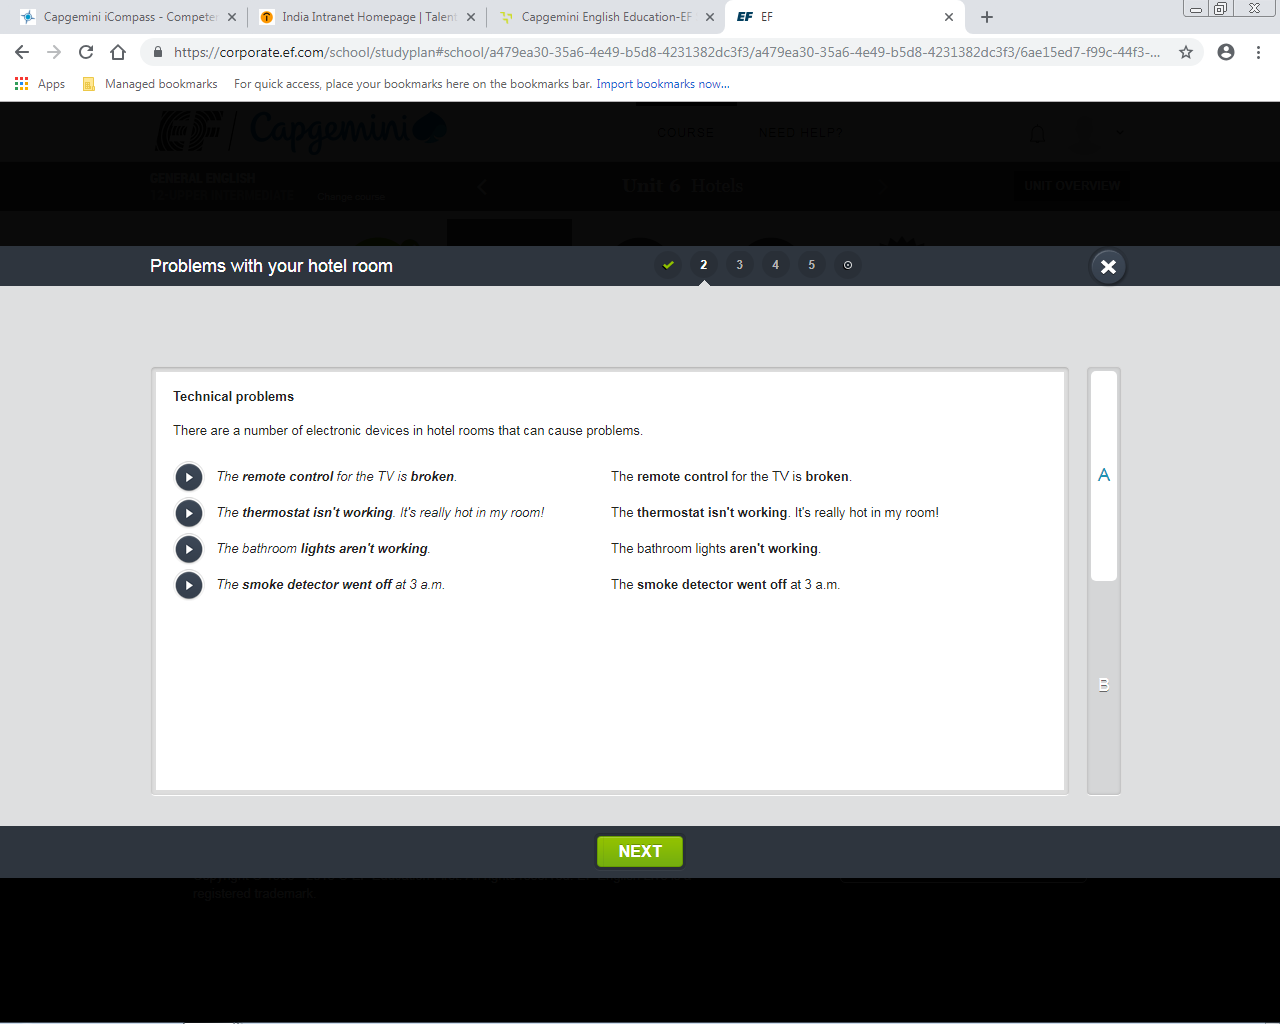 Capgemini iCompass - Competen
India Intranet Homepage | Talent
Capgemini English Education-EF
EF EF
https://corporate.ef.com/school/studyplan#school/a479ea30-35a6-4e49-b5d8-4231382dc3f3/a479ea30-35a6-4e49-b5d8-4231382dc3f3/6ae15ed7-f99c-44f3-...
Apps Managed bookmarks For quick access, place your bookmarks here on the bookmarks bar. Import bookmarks now...
EF | Capgemini COURSE NEED HELP?
GENERAL ENGLISH
Unit 6 Hotels
UNIT OVERVIEW
Change course
Problems with your hotel room 2 3 4 5
Technical problems
There are a number of electronic devices in hotel rooms that can cause problems.
The remote control for the TV is broken. The remote control for the TV is broken.
The thermostat isn't working. It's really hot in my room! The thermostat isn't working. It's really hot in my room!
The bathroom lights aren't working. The bathroom lights aren't working.
The smoke detector went off at 3 a.m. The smoke detector went off at 3 a.m.
A
B
NEXT
registered trademark